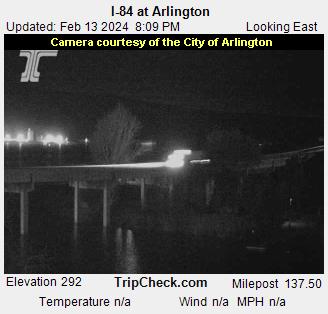 I-84 at Arlington
Updated: Feb 13 2024 8:09 PM Looking East
Camera courtesy of the City of Arlington
Elevation 292 TripCheck.com Milepost 137.50
Temperature n/a Wind n/a MPH n/a